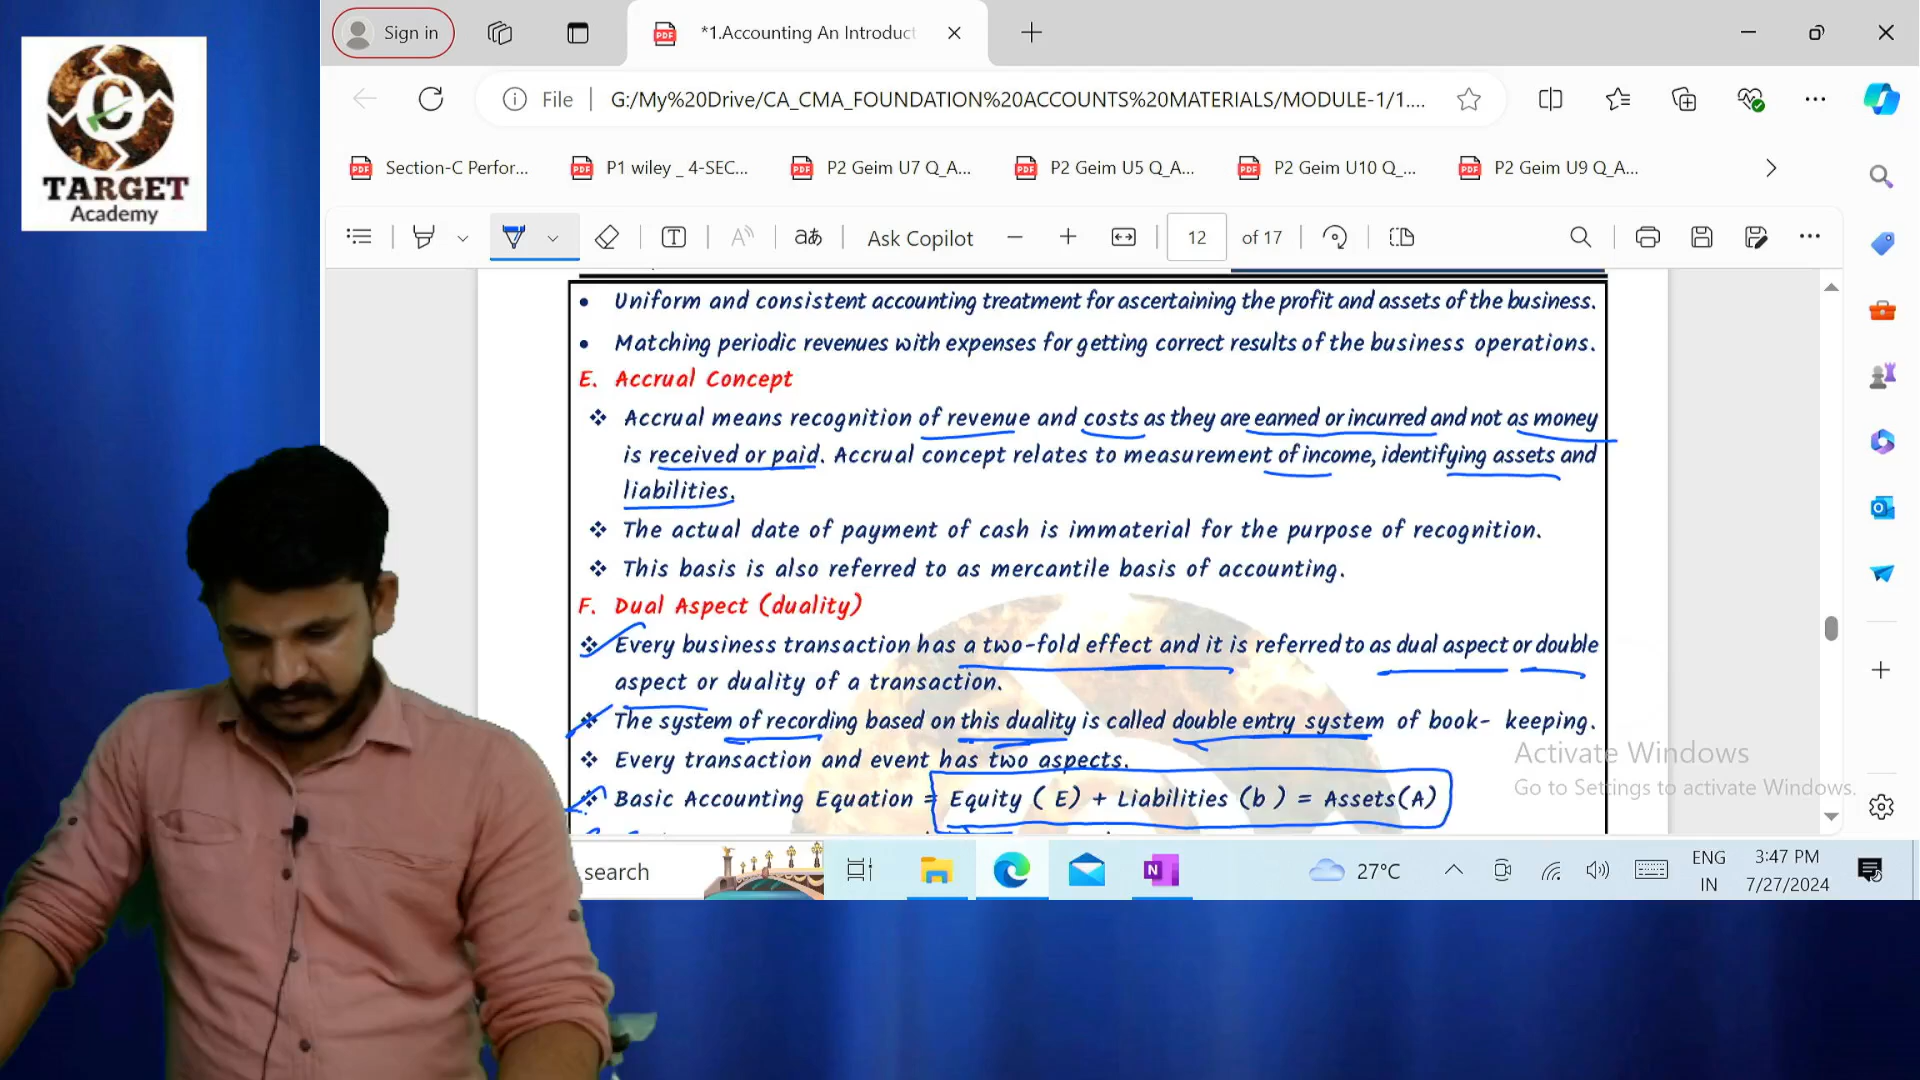 Sign in
*1.Accounting An Introduct
File
G:/My%20Drive/CA_CMA_FOUNDATION%20ACCOUNTS%20MATERIALS/MODULE-1/1....
Section-C Perfor...
P1 wiley _ 4-SEC...
P2 Geim U7 Q_A...
P2 Geim U5 Q_A...
P2 Geim U10 Q_...
P2 Geim U9 Q_A...
Ask Copilot
12
of 17
C
TARGET
Academy
• Uniform and consistent accounting treatment for ascertaining the profit and assets of the business.
• Matching periodic revenues with expenses for getting correct results of the business operations.
E. Accrual Concept
❖ Accrual means recognition of revenue and costs as they are earned or incurred and not as money
is received or paid. Accrual concept relates to measurement of income, identifying assets and
liabilities.
❖ The actual date of payment of cash is immaterial for the purpose of recognition.
❖ This basis is also referred to as mercantile basis of accounting.
F. Dual Aspect (duality)
❖ Every business transaction has a two-fold effect and it is referred to as dual aspect or double
aspect or duality of a transaction.
❖ The system of recording based on this duality is called double entry system of book- keeping.
❖ Every transaction and event has two aspects.
❖ Basic Accounting Equation = Equity ( E) + Liabilities (b ) = Assets(A)
Activate Windows
Go to Settings to activate Windows.
search
27°C
ENG
IN
3:47 PM
7/27/2024